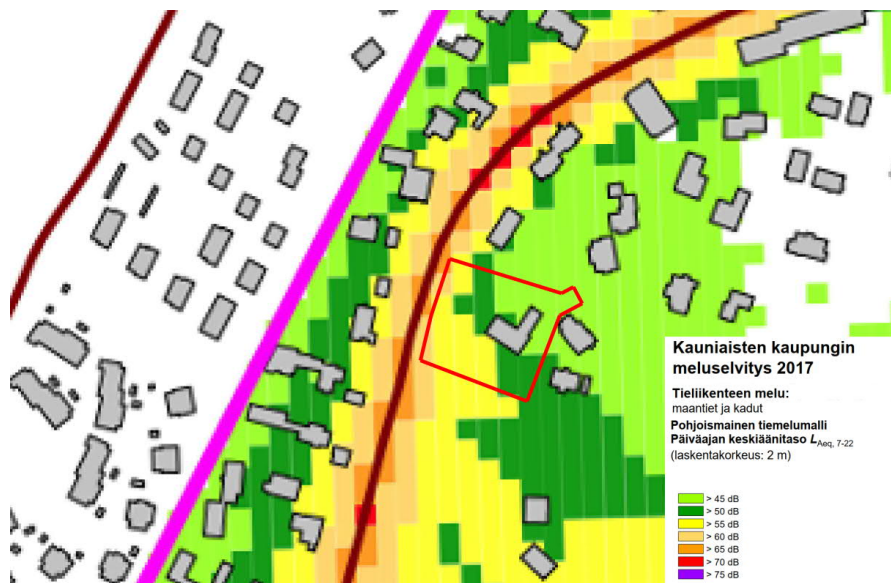 Kauniaisten kaupungin
meluselvitys 2017
Tieliikenteen melu:
maantiet ja kadut
Pohjoismainen tiemelumalli
Päiväajan keskiäänitaso LAeq, 7-22
(laskentakorkeus: 2 m)
> 45 dB
> 50 dB
> 55 dB
> 60 dB
> 65 dB
> 70 dB
> 75 dB